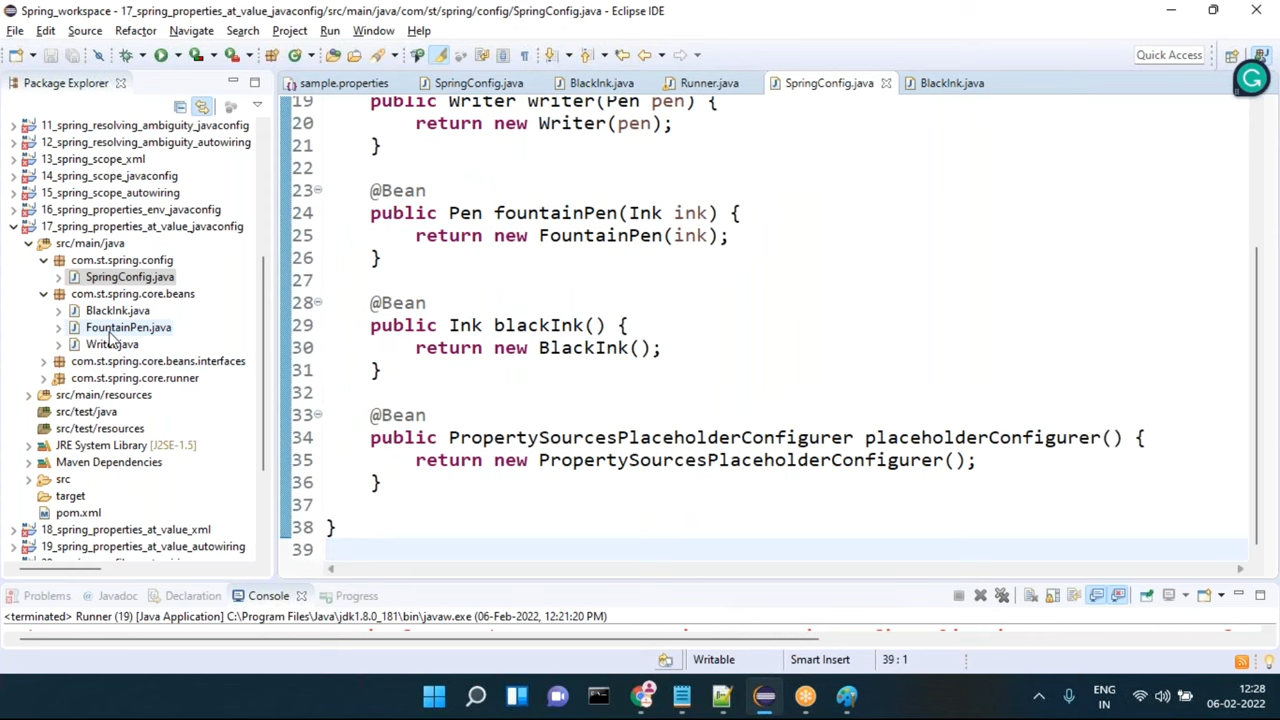 Spring_workspace - 17_spring_properties_at_value_javaconfig/src/main/java/com/st/spring/config/SpringConfig.java - Eclipse IDE
File Edit Source Refactor Navigate Search Project Run Window Help
Quick Access
Package Explorer
sample.properties SpringConfig.java BlackInk.java Runner.java SpringConfig.java BlackInk.java
11_spring_resolving_ambiguity_javaconfig
12_spring_resolving_ambiguity_autowiring
13_spring_scope_xml
14_spring_scope_javaconfig
15_spring_scope_autowiring
16_spring_properties_env_javaconfig
17_spring_properties_at_value_javaconfig
src/main/java
com.st.spring.config
SpringConfig.java
com.st.spring.core.beans
BlackInk.java
FountainPen.java
Writer.java
com.st.spring.core.beans.interfaces
com.st.spring.core.runner
src/main/resources
src/test/java
src/test/resources
JRE System Library [J2SE-1.5]
Maven Dependencies
src
target
pom.xml
18_spring_properties_at_value_xml
19_spring_properties_at_value_autowiring
19 public Writer writer(Pen pen) {
20 return new Writer(pen);
21 }
22
23 @Bean
24 public Pen fountainPen(Ink ink) {
25 return new FountainPen(ink);
26 }
27
28 @Bean
29 public Ink blackInk() {
30 return new BlackInk();
31 }
32
33 @Bean
34 public PropertySourcesPlaceholderConfigurer placeholderConfigurer() {
35 return new PropertySourcesPlaceholderConfigurer();
36 }
37
38 }
39
Problems Javadoc Declaration Console Progress
<terminated> Runner (19) [Java Application] C:\Program Files\Java\jdk1.8.0_181\bin\javaw.exe (06-Feb-2022, 12:21:20 PM)
Writable Smart Insert 39 : 1
ENG
IN
12:28
06-02-2022